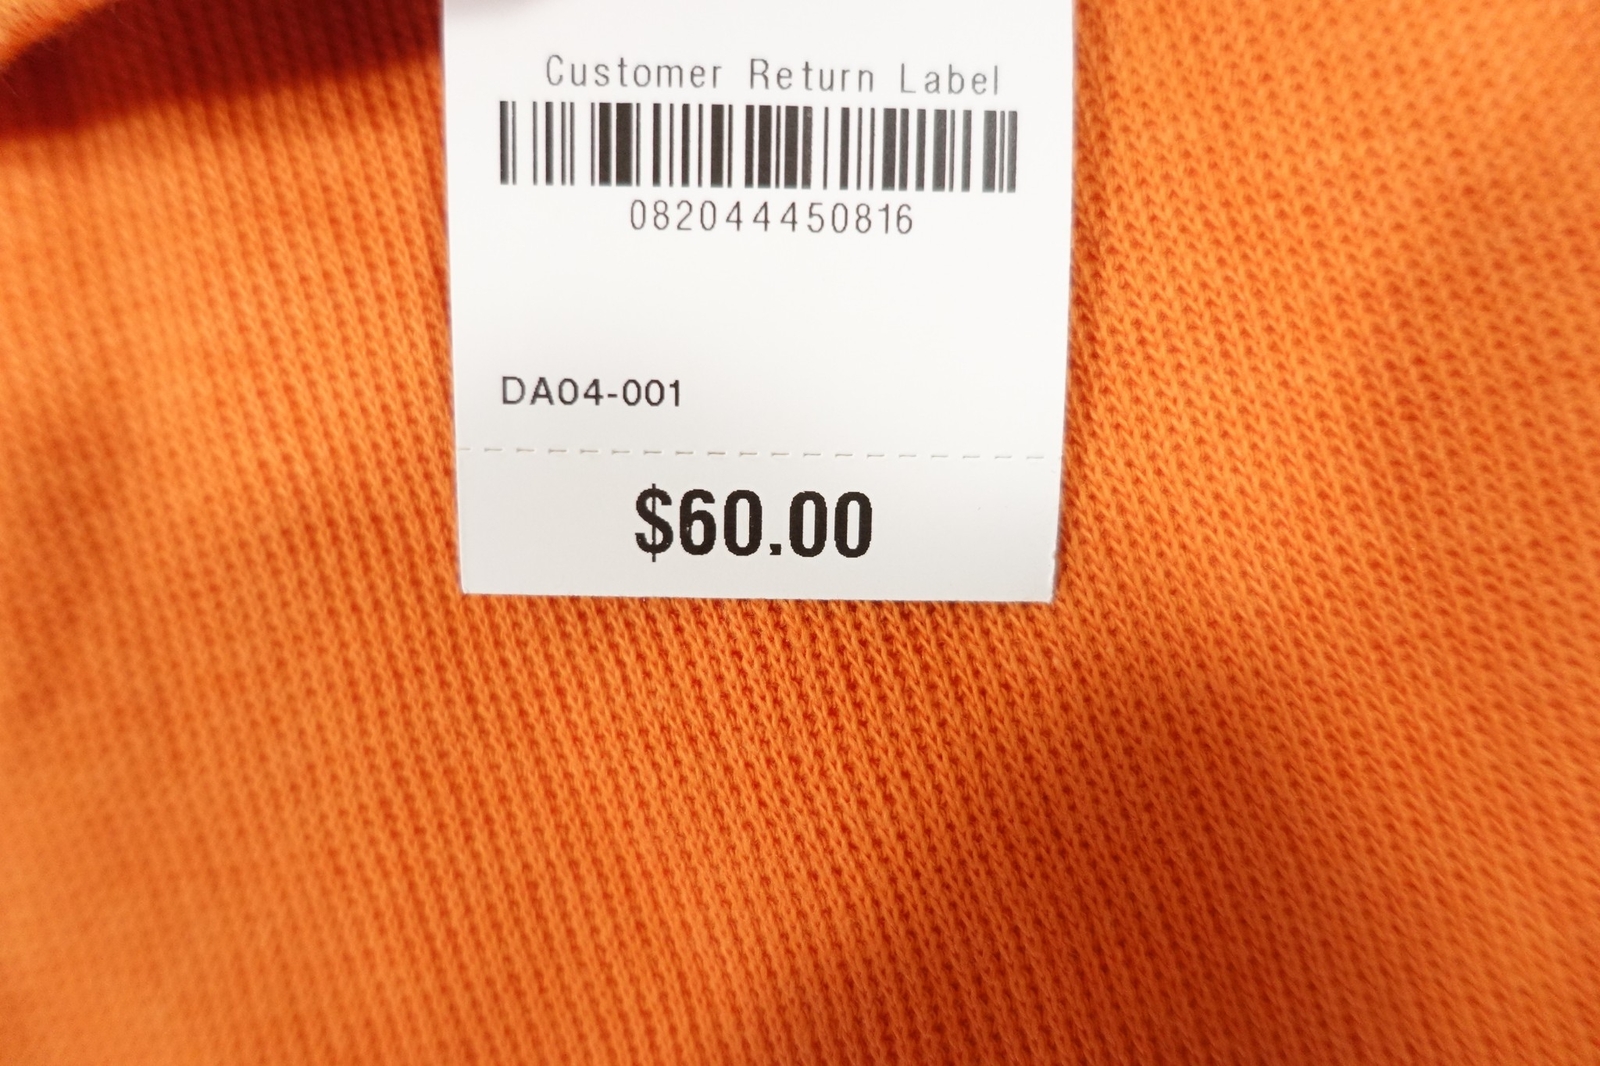 Customer Return Label
082044450816
DA04-001
$60.00